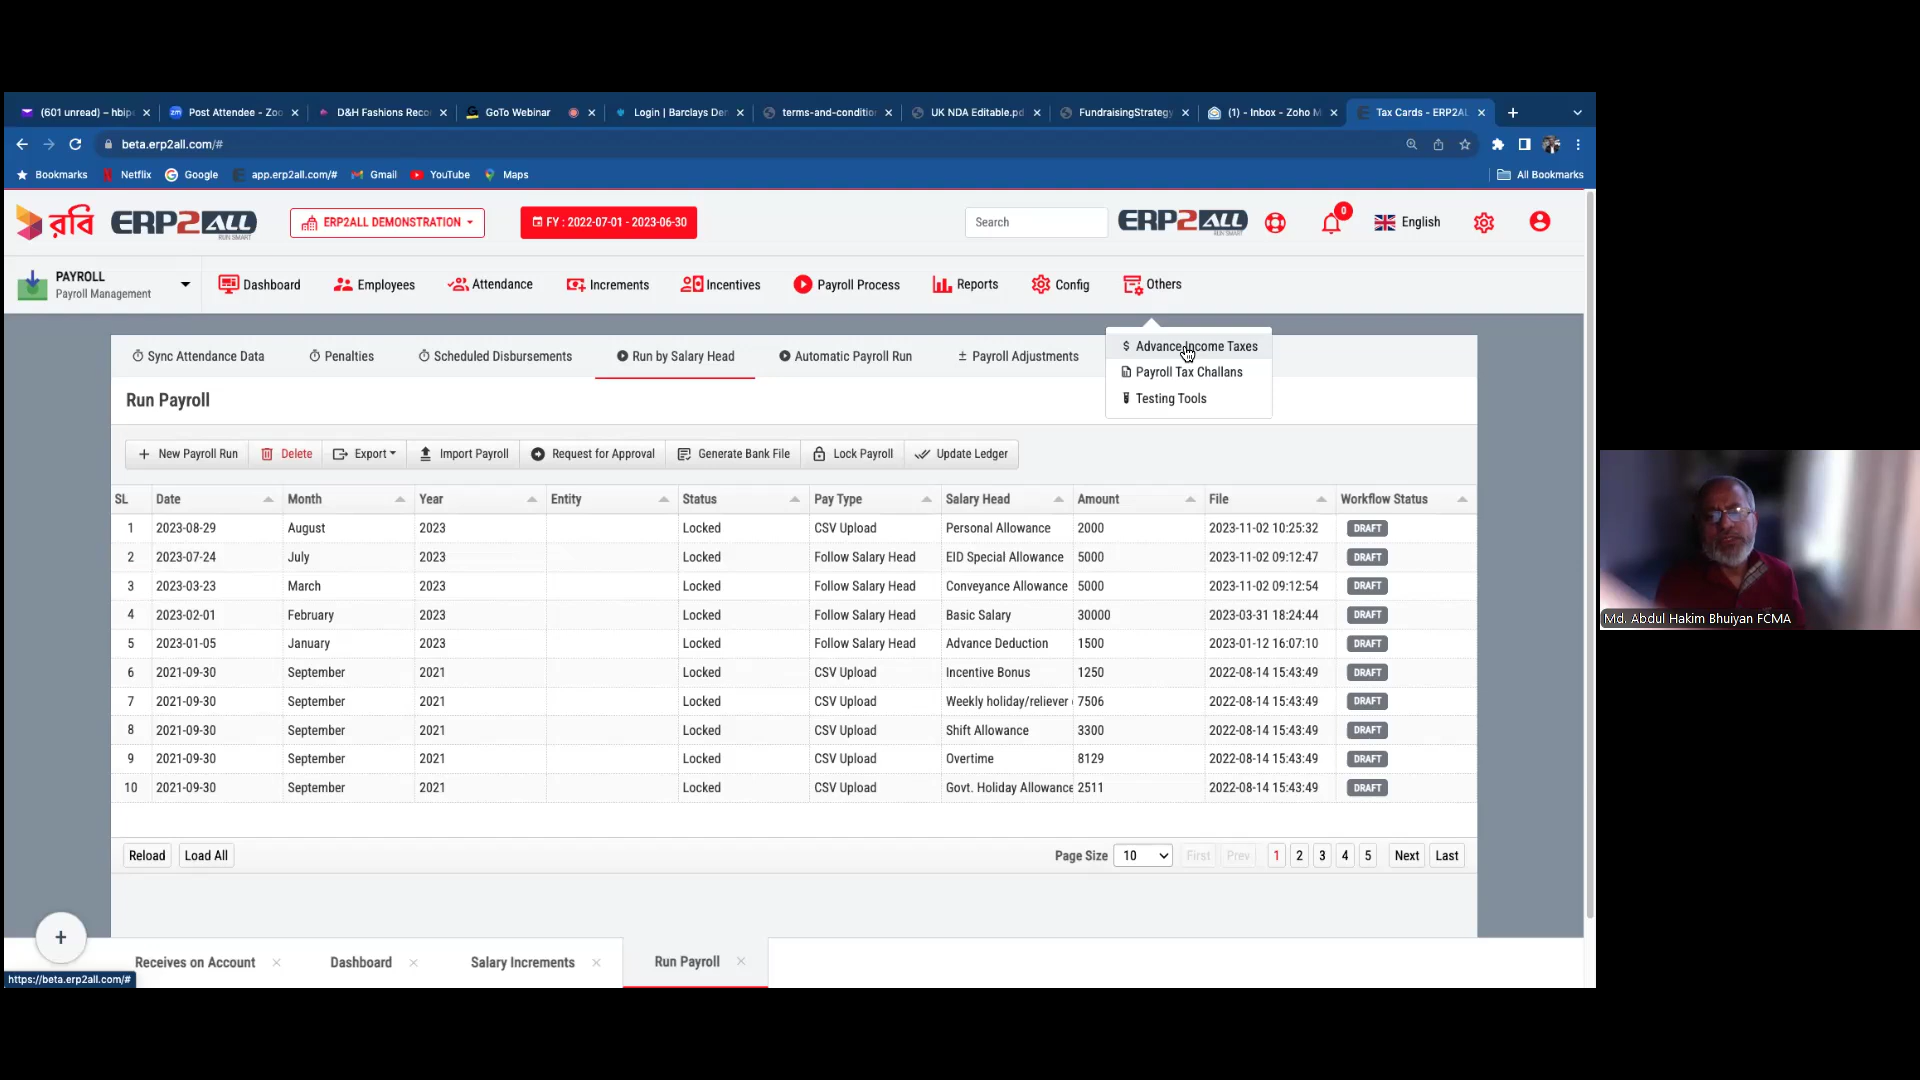 (601 unread) – hbipe
Post Attendee - Zoo
D&H Fashions Reco
GoTo Webinar
Login | Barclays De
terms-and-conditio
UK NDA Editable.pd
FundraisingStrategy
(1) - Inbox - Zoho M
Tax Cards - ERP2AL
beta.erp2all.com/#
Bookmarks
Netflix
Google
app.erp2all.com/#
Gmail
YouTube
Maps
All Bookmarks
রবি
ERP2ALL
RUN SMART
ERP2ALL DEMONSTRATION
FY : 2022-07-01 - 2023-06-30
Search
ERP2ALL
RUN SMART
0
English
PAYROLL
Payroll Management
Dashboard
Employees
Attendance
Increments
Incentives
Payroll Process
Reports
Config
Others
Sync Attendance Data
Penalties
Scheduled Disbursements
Run by Salary Head
Automatic Payroll Run
Payroll Adjustments
Advance Income Taxes
Payroll Tax Challans
Testing Tools
Run Payroll
New Payroll Run
Delete
Export
Import Payroll
Request for Approval
Generate Bank File
Lock Payroll
Update Ledger
SL Date Month Year Entity Status Pay Type Salary Head Amount File Workflow Status
1 2023-08-29 August 2023 Locked CSV Upload Personal Allowance 2000 2023-11-02 10:25:32 DRAFT
2 2023-07-24 July 2023 Locked Follow Salary Head EID Special Allowance 5000 2023-11-02 09:12:47 DRAFT
3 2023-03-23 March 2023 Locked Follow Salary Head Conveyance Allowance 5000 2023-11-02 09:12:54 DRAFT
4 2023-02-01 February 2023 Locked Follow Salary Head Basic Salary 30000 2023-03-31 18:24:44 DRAFT
5 2023-01-05 January 2023 Locked Follow Salary Head Advance Deduction 1500 2023-01-12 16:07:10 DRAFT
6 2021-09-30 September 2021 Locked CSV Upload Incentive Bonus 1250 2022-08-14 15:43:49 DRAFT
7 2021-09-30 September 2021 Locked CSV Upload Weekly holiday/reliever 7506 2022-08-14 15:43:49 DRAFT
8 2021-09-30 September 2021 Locked CSV Upload Shift Allowance 3300 2022-08-14 15:43:49 DRAFT
9 2021-09-30 September 2021 Locked CSV Upload Overtime 8129 2022-08-14 15:43:49 DRAFT
10 2021-09-30 September 2021 Locked CSV Upload Govt. Holiday Allowance 2511 2022-08-14 15:43:49 DRAFT
Reload
Load All
Page Size 10 First Prev 1 2 3 4 5 Next Last
Receives on Account
Dashboard
Salary Increments
Run Payroll
https://beta.erp2all.com/#
Md. Abdul Hakim Bhuiyan FCMA